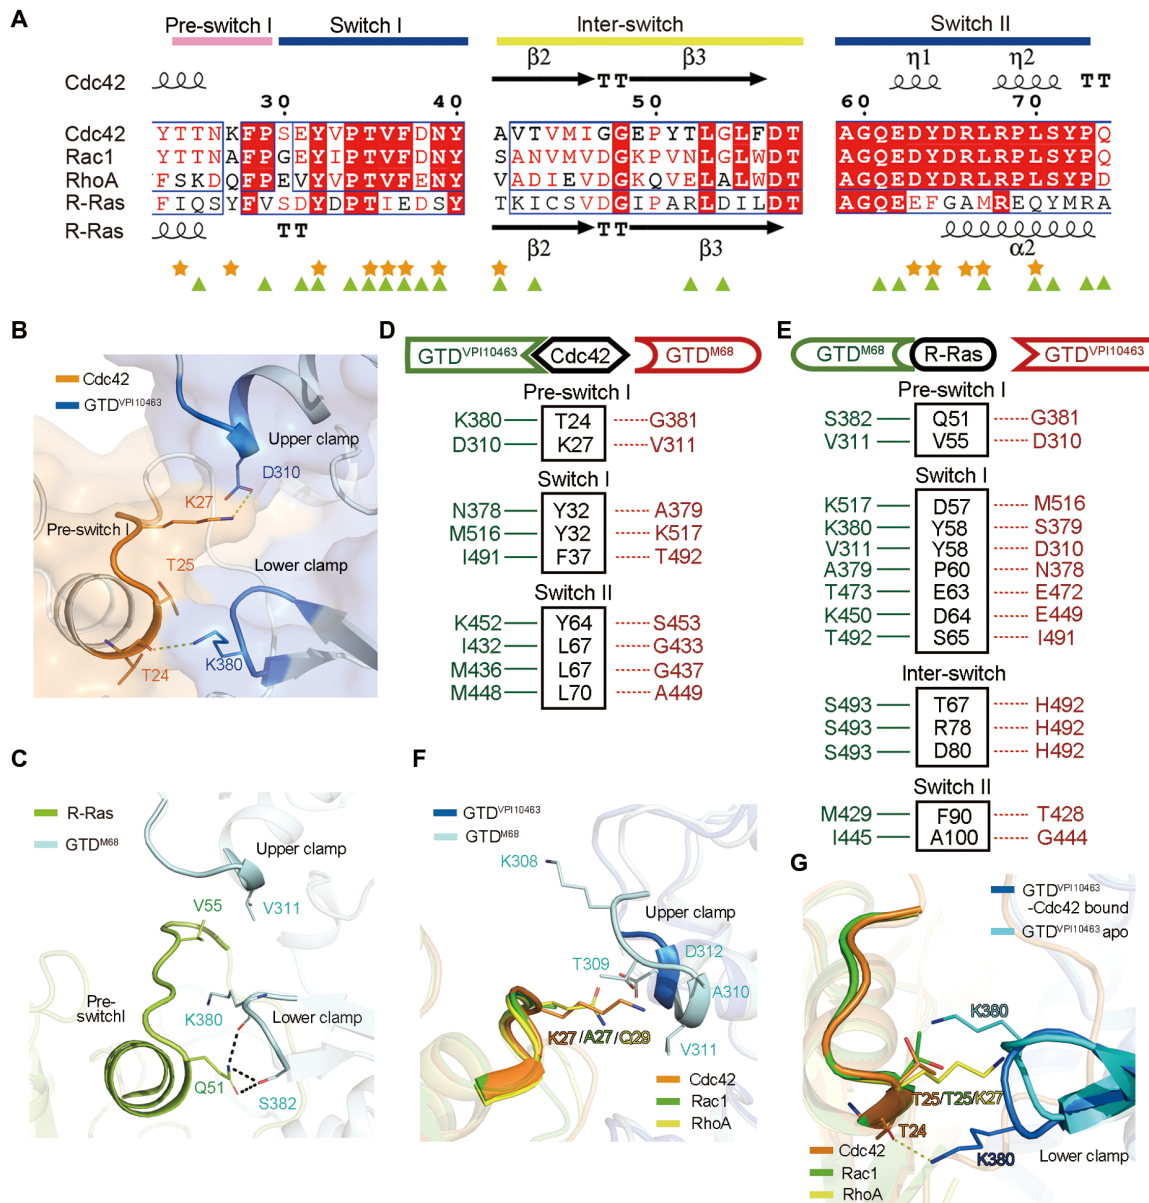 A
Pre-switch I Switch I Inter-switch Switch II
β2 β3 η1 η2
Cdc42 TT TT
30 40 50 60 70
Cdc42 YTTNKFPSEYVPTVFDNY AVTVMIGGEPYTLGLFDT AGQEDYDRLRPLSYPQ
Rac1 YTTNAFPGEYIPTVFDNY SANVMVDGKPVNLGLWDT AGQEDYDRLRPLSYPQ
RhoA FSKDQFPEVYVPTVFENY VADIEVDGKQVELALWDT AGQEDYDRLRPLSYPD
R-Ras FIQSYFVSDYDPTIEDSY TKICSVDGIPARLDILDT AGQEEFGAMREQYMRA
R-Ras TT TT
β2 β3 α2
B
Cdc42
GTDVPI10463
Upper clamp
D310
K27
Pre-switch I
T25
Lower clamp
K380
T24
C
R-Ras
GTDM68
Upper clamp
V311
V55
Pre-
switchI
K380
Lower clamp
Q51
S382
D
GTDVPI10463 Cdc42 GTDM68
Pre-switch I
K380 T24 G381
D310 K27 V311
Switch I
N378 Y32 A379
M516 Y32 K517
I491 F37 T492
Switch II
K452 Y64 S453
I432 L67 G433
M436 L67 G437
M448 L70 A449
E
GTDM68 R-Ras GTDVPI10463
Pre-switch I
S382 Q51 G381
V311 V55 D310
Switch I
K517 D57 M516
K380 Y58 S379
V311 Y58 D310
A379 P60 N378
T473 E63 E472
K450 D64 E449
T492 S65 I491
Inter-switch
S493 T67 H492
S493 R78 H492
S493 D80 H492
Switch II
M429 F90 T428
I445 A100 G444
F
GTDVPI10463
GTDM68
K308
Upper clamp
D312
T309
A310
K27/A27/Q29
V311
Cdc42
Rac1
RhoA
G
GTDVPI10463
-Cdc42 bound
GTDVPI10463 apo
K380
T25/T25/K27
T24
K380
Lower clamp
Cdc42
Rac1
RhoA